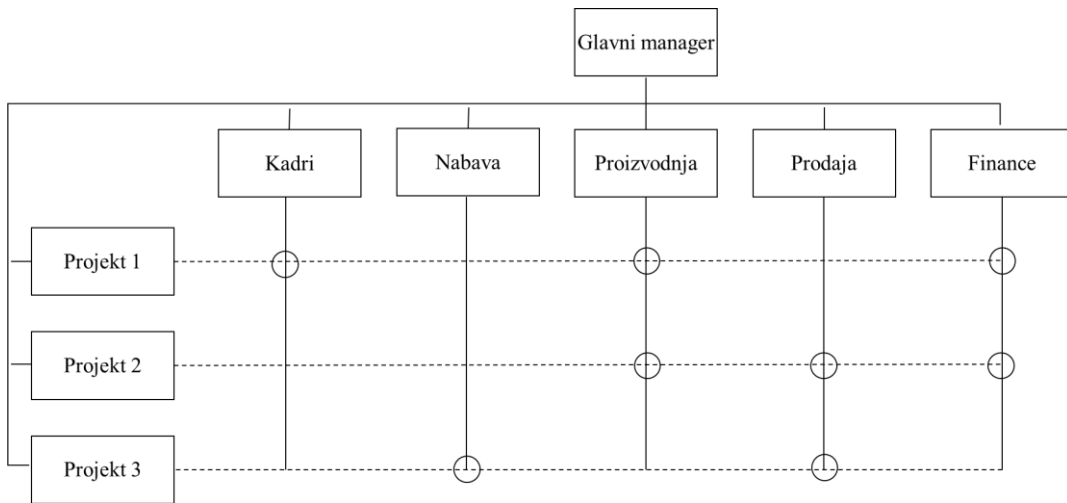 Glavni manager
Kadri
Nabava
Proizvodnja
Prodaja
Finance
Projekt 1
Projekt 2
Projekt 3